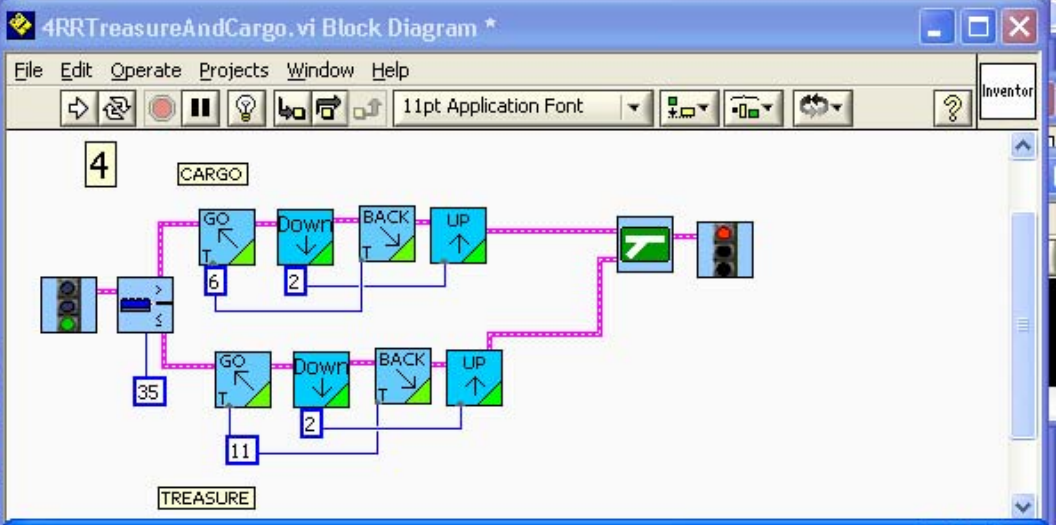 4RRTreasureAndCargo.vi Block Diagram *
File Edit Operate Projects Window Help
11pt Application Font
?
Inventor
4
CARGO
GO T
Down
BACK T
UP
6
2
>
≤
35
GO T
Down
BACK T
UP
2
11
TREASURE